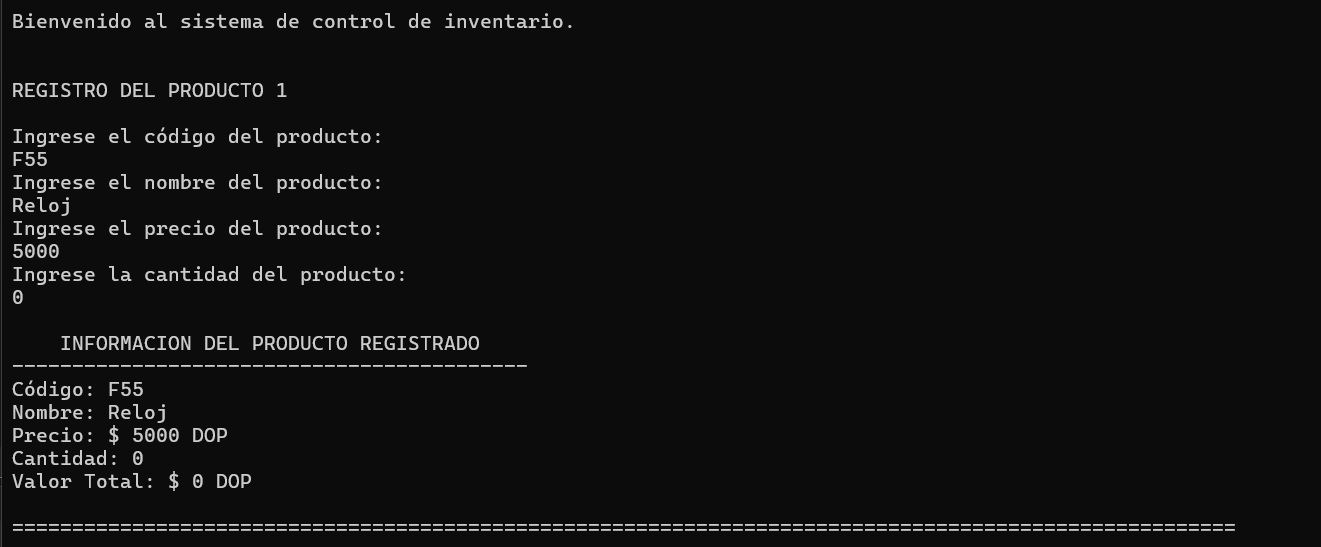 Bienvenido al sistema de control de inventario.
REGISTRO DEL PRODUCTO 1
Ingrese el código del producto:
F55
Ingrese el nombre del producto:
Reloj
Ingrese el precio del producto:
5000
Ingrese la cantidad del producto:
0
INFORMACION DEL PRODUCTO REGISTRADO
-------------------------------------------
Código: F55
Nombre: Reloj
Precio: $ 5000 DOP
Cantidad: 0
Valor Total: $ 0 DOP
======================================================================================================